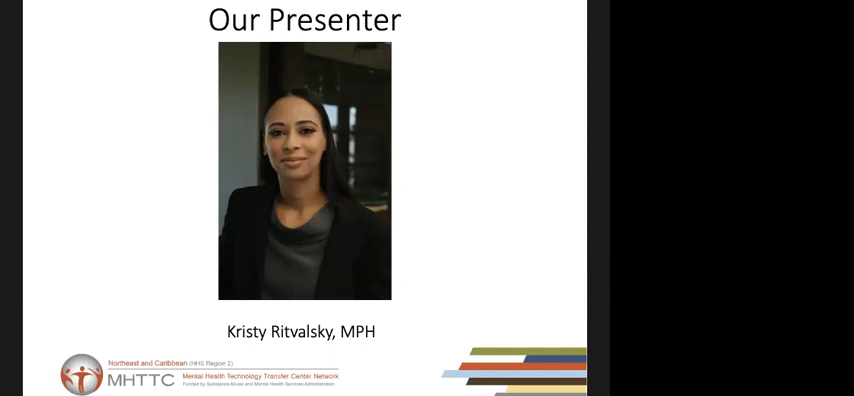 Our Presenter
Kristy Ritvalsky, MPH
Northeast and Caribbean (HHS Region 2)
MHTTC
Mental Health Technology Transfer Center Network
Funded by Substance Abuse and Mental Health Services Administration